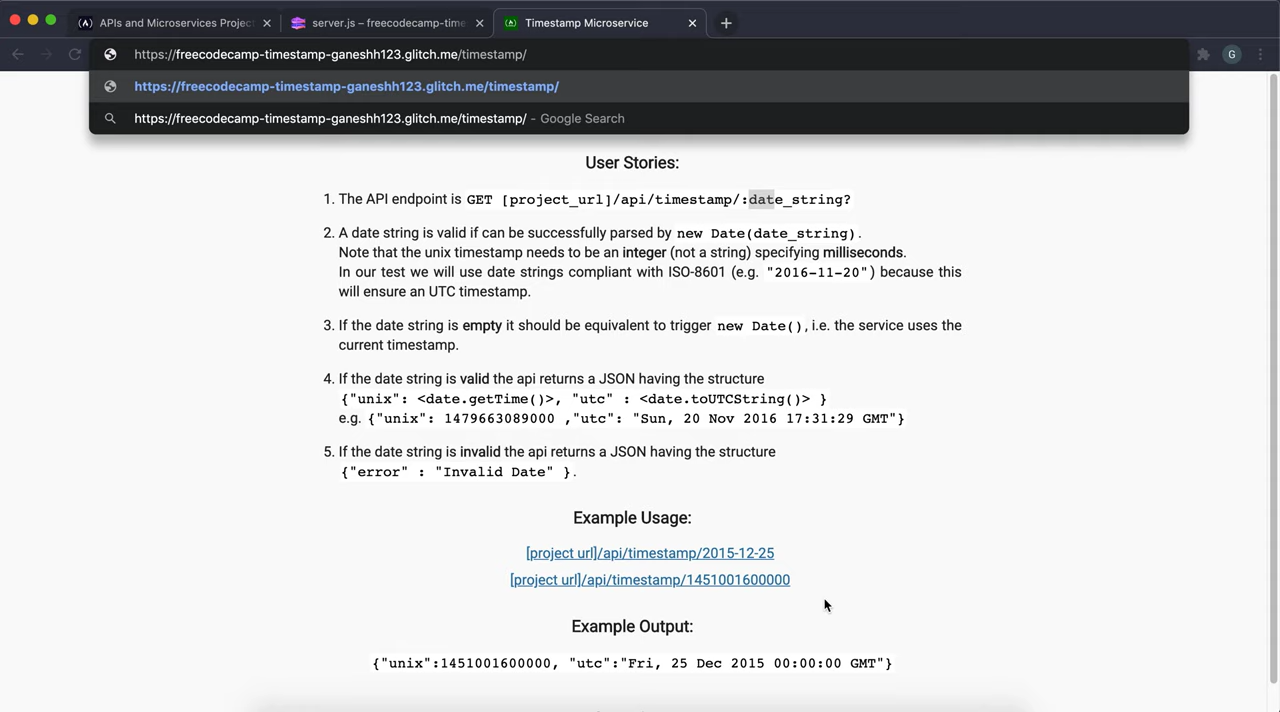 APIs and Microservices Projec
server.js – freecodecamp-time
Timestamp Microservice
https://freecodecamp-timestamp-ganeshh123.glitch.me/timestamp/
G
https://freecodecamp-timestamp-ganeshh123.glitch.me/timestamp/
https://freecodecamp-timestamp-ganeshh123.glitch.me/timestamp/ - Google Search
User Stories:
1. The API endpoint is GET [project_url]/api/timestamp/:date_string?
2. A date string is valid if can be successfully parsed by new Date(date_string).
Note that the unix timestamp needs to be an integer (not a string) specifying milliseconds.
In our test we will use date strings compliant with ISO-8601 (e.g. "2016-11-20") because this
will ensure an UTC timestamp.
3. If the date string is empty it should be equivalent to trigger new Date(), i.e. the service uses the
current timestamp.
4. If the date string is valid the api returns a JSON having the structure
{"unix": <date.getTime()>, "utc" : <date.toUTCString()> }
e.g. {"unix": 1479663089000 ,"utc": "Sun, 20 Nov 2016 17:31:29 GMT"}
5. If the date string is invalid the api returns a JSON having the structure
{"error" : "Invalid Date" }.
Example Usage:
[project url]/api/timestamp/2015-12-25
[project url]/api/timestamp/1451001600000
Example Output:
{"unix":1451001600000, "utc":"Fri, 25 Dec 2015 00:00:00 GMT"}